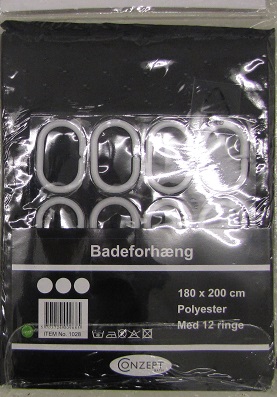 Badeforhæng
180 x 200 cm
Polyester
Med 12 ringe
ITEM No. 1028
CONZEPT